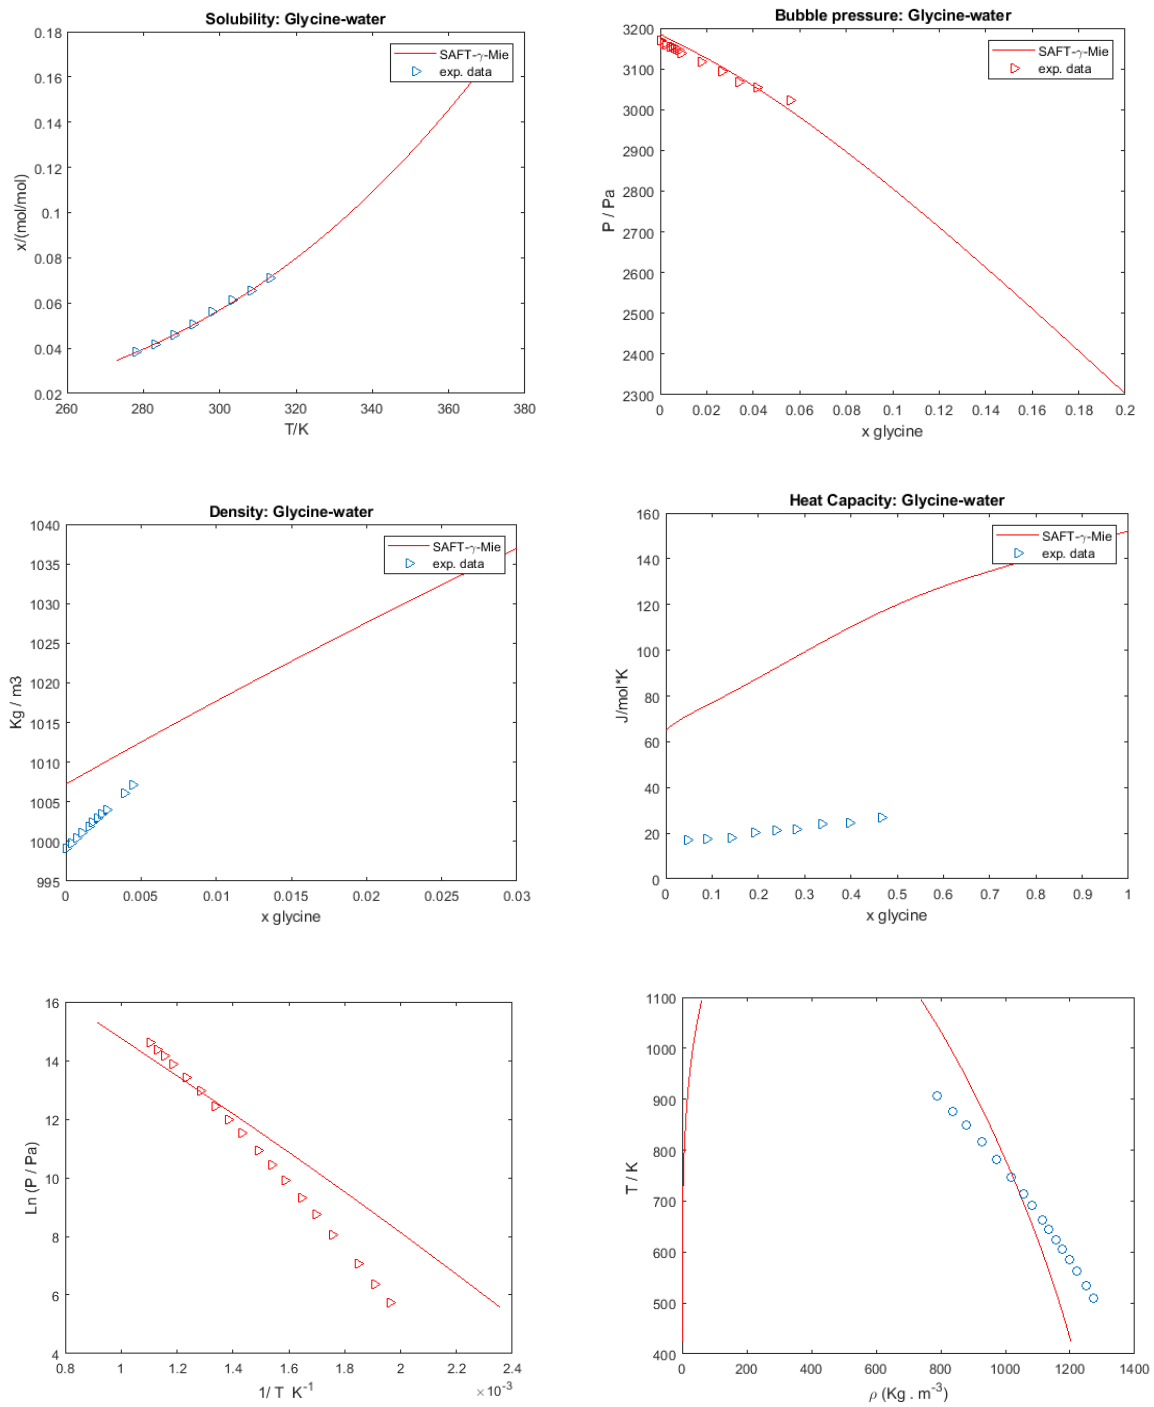 Solubility: Glycine-water
0.18
0.16
0.14
0.12
0.1
0.08
0.06
0.04
0.02
x/(mol/mol)
SAFT-γ-Mie
exp. data
260 280 300 320 340 360 380
T/K
Bubble pressure: Glycine-water
3200
3100
3000
2900
2800
2700
2600
2500
2400
2300
P / Pa
SAFT-γ-Mie
exp. data
0 0.02 0.04 0.06 0.08 0.1 0.12 0.14 0.16 0.18 0.2
x glycine
Density: Glycine-water
1040
1035
1030
1025
1020
1015
1010
1005
1000
995
Kg / m3
SAFT-γ-Mie
exp. data
0 0.005 0.01 0.015 0.02 0.025 0.03
x glycine
Heat Capacity: Glycine-water
160
140
120
100
80
60
40
20
0
J/mol*K
SAFT-γ-Mie
exp. data
0 0.1 0.2 0.3 0.4 0.5 0.6 0.7 0.8 0.9 1
x glycine
16
14
12
10
8
6
4
Ln (P / Pa)
0.8 1 1.2 1.4 1.6 1.8 2 2.2 2.4
1/ T K⁻¹
×10⁻³
1100
1000
900
800
700
600
500
400
T / K
0 200 400 600 800 1000 1200 1400
ρ (Kg . m⁻³)